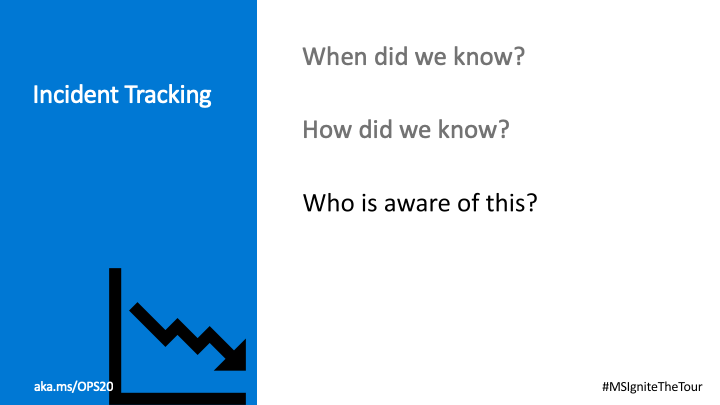 Incident Tracking
When did we know?
How did we know?
Who is aware of this?
aka.ms/OPS20
#MSIgniteTheTour